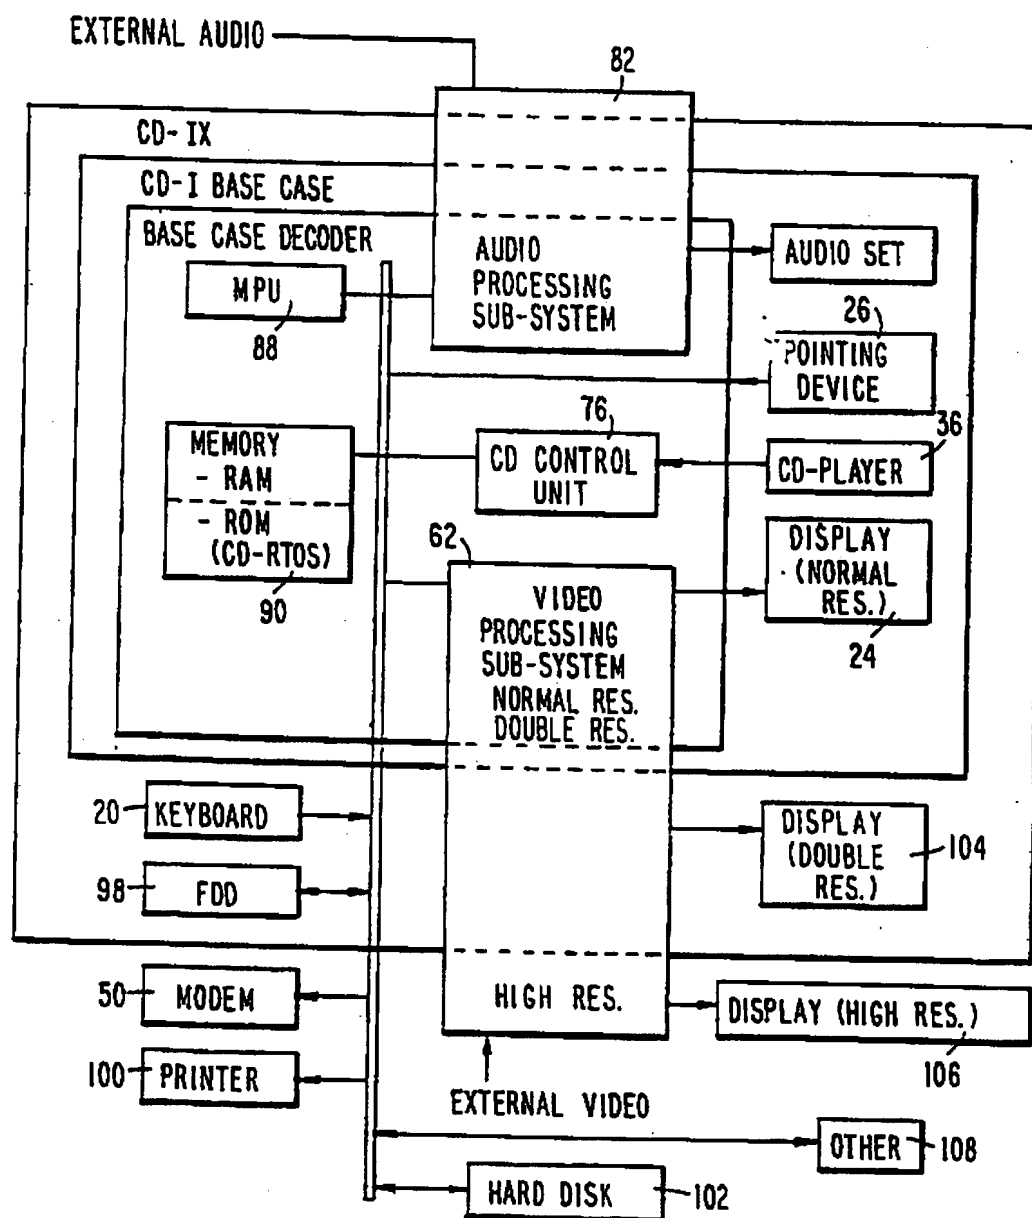 EXTERNAL AUDIO
82
CD-IX
CD-I BASE CASE
BASE CASE DECODER
MPU
88
AUDIO
PROCESSING
SUB-SYSTEM
AUDIO SET
26
POINTING
DEVICE
MEMORY
- RAM
- ROM
(CD-RTOS)
90
76
CD CONTROL
UNIT
36
CD-PLAYER
62
VIDEO
PROCESSING
SUB-SYSTEM
NORMAL RES.
DOUBLE RES.
DISPLAY
(NORMAL
RES.)
24
20
KEYBOARD
98
FDD
DISPLAY
(DOUBLE
RES.)
104
50
MODEM
HIGH RES.
DISPLAY (HIGH RES.)
106
100
PRINTER
EXTERNAL VIDEO
OTHER
108
HARD DISK
102